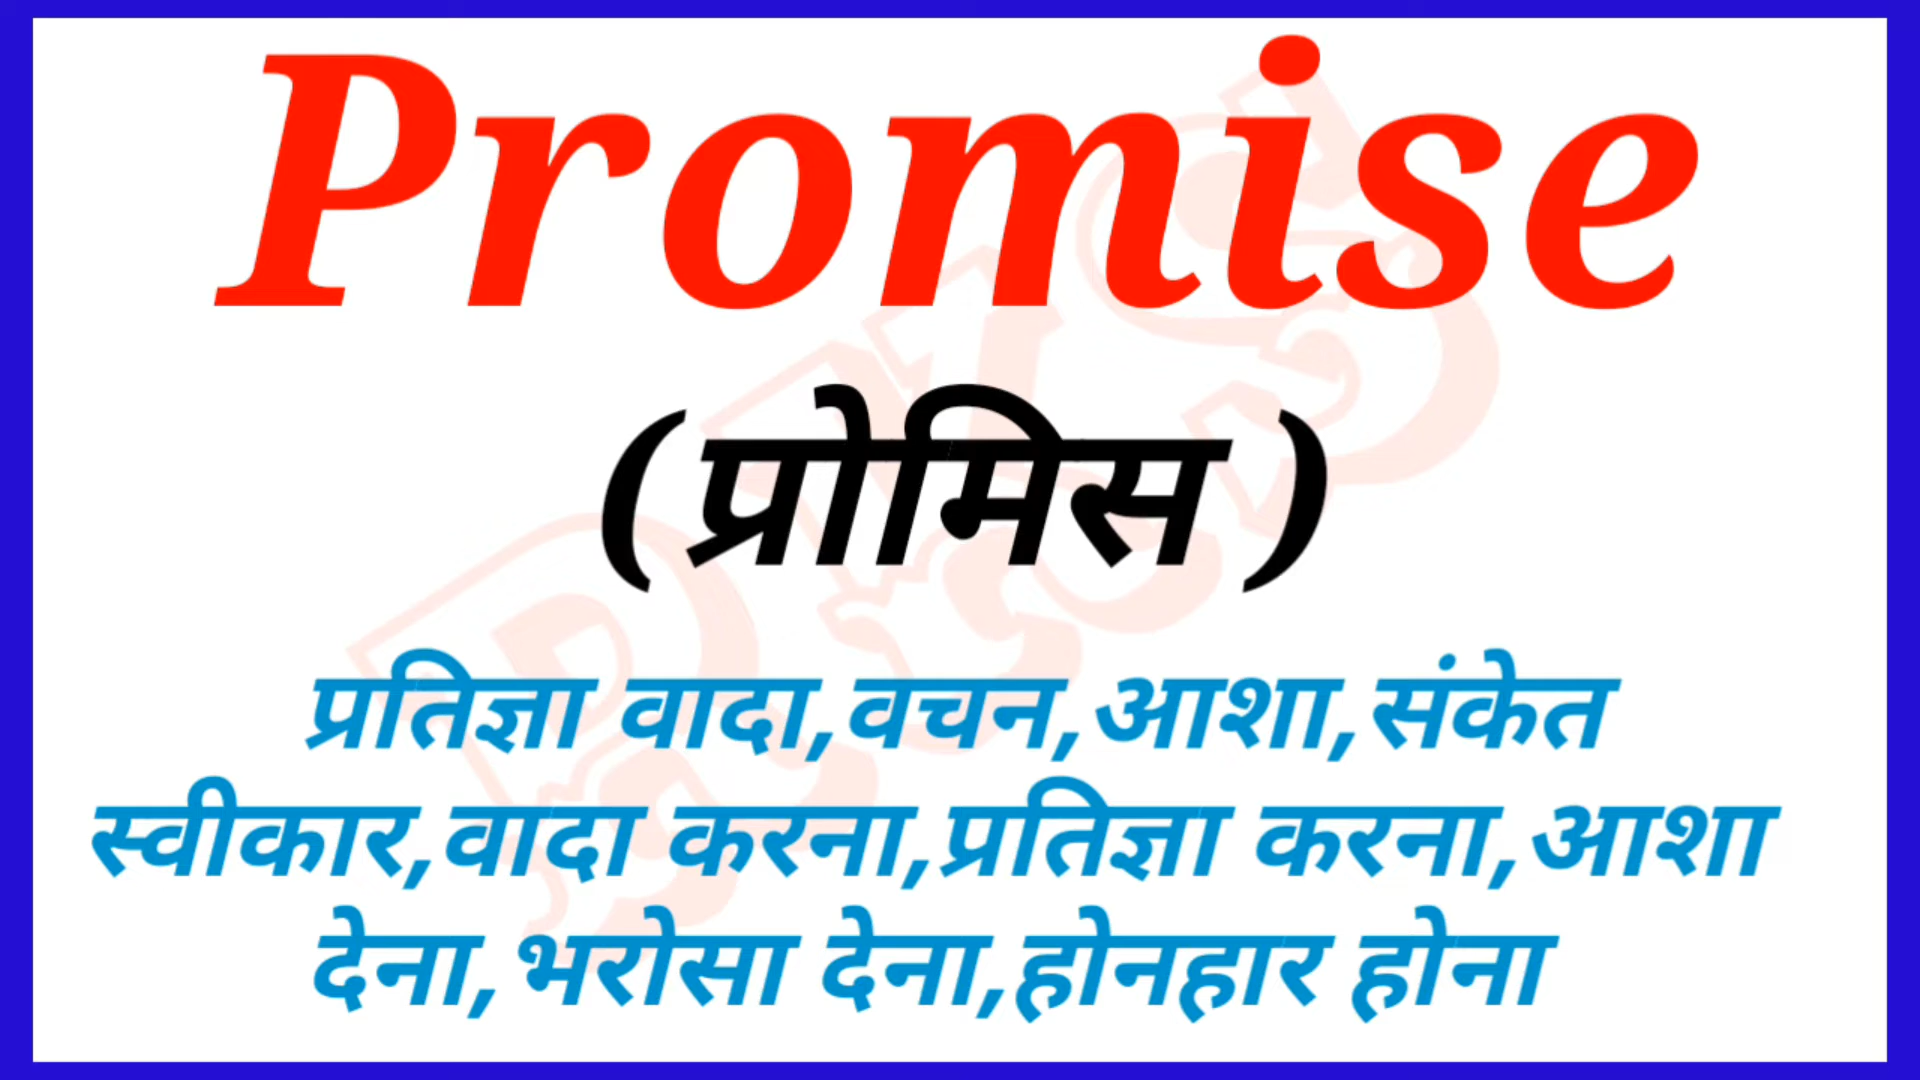 Promise
(प्रोमिस )
प्रतिज्ञा वादा,वचन,आशा,संकेत
स्वीकार,वादा करना,प्रतिज्ञा करना,आशा
देना,भरोसा देना,होनहार होना